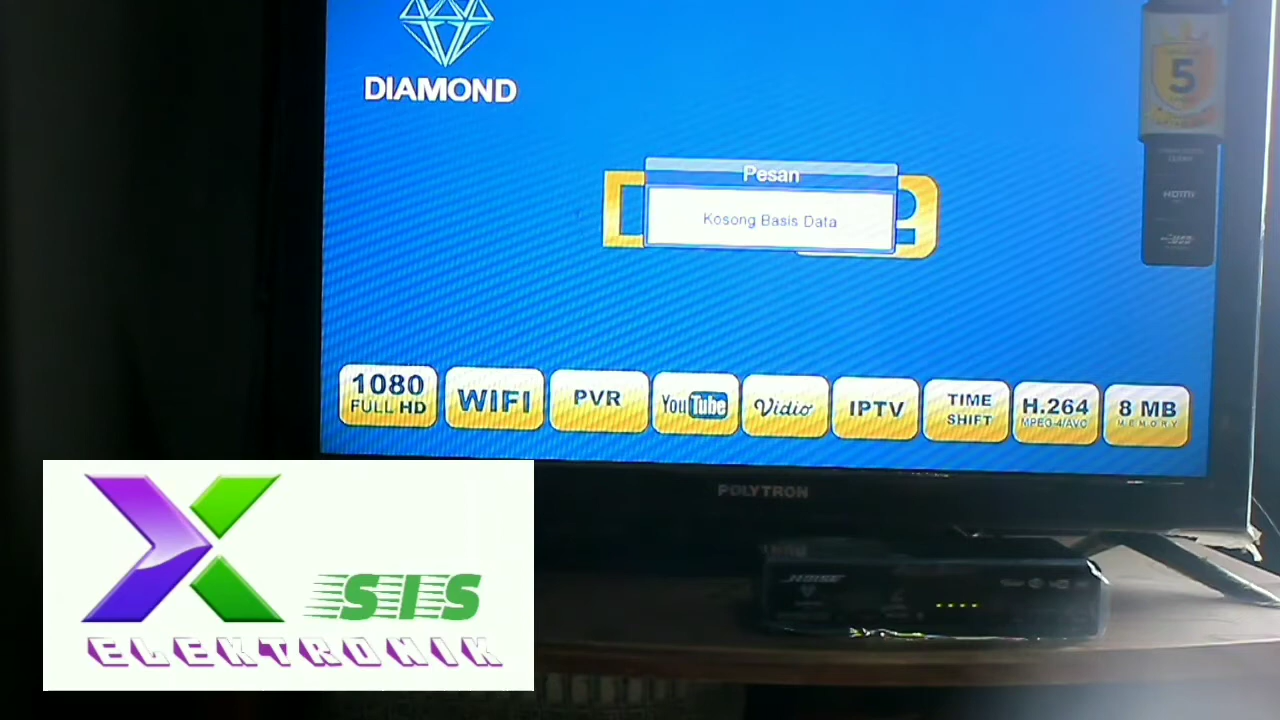 DIAMOND
5
Pesan
HDMI
Kosong Basis Data
1080
FULL HD
WIFI
PVR
YouTube
Vidio
IPTV
TIME
SHIFT
H.264
MPEG-4/AVC
8 MB
MEMORY
POLYTRON
X
SIS
ELEKTRONIK